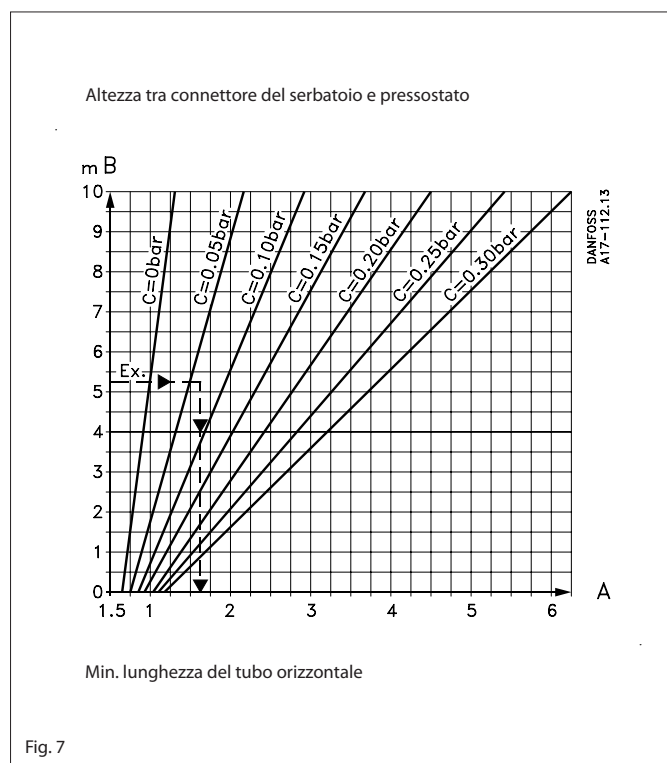 Altezza tra connettore del serbatoio e pressostato
m B
10
9
8
7
6
5
4
3
2
1
0
C=0bar
C=0.05bar
C=0.10bar
C=0.15bar
C=0.20bar
C=0.25bar
C=0.30bar
Ex.
DANFOSS
A17-112.13
1.5 1 2 3 4 5 6 A
Min. lunghezza del tubo orizzontale
Fig. 7